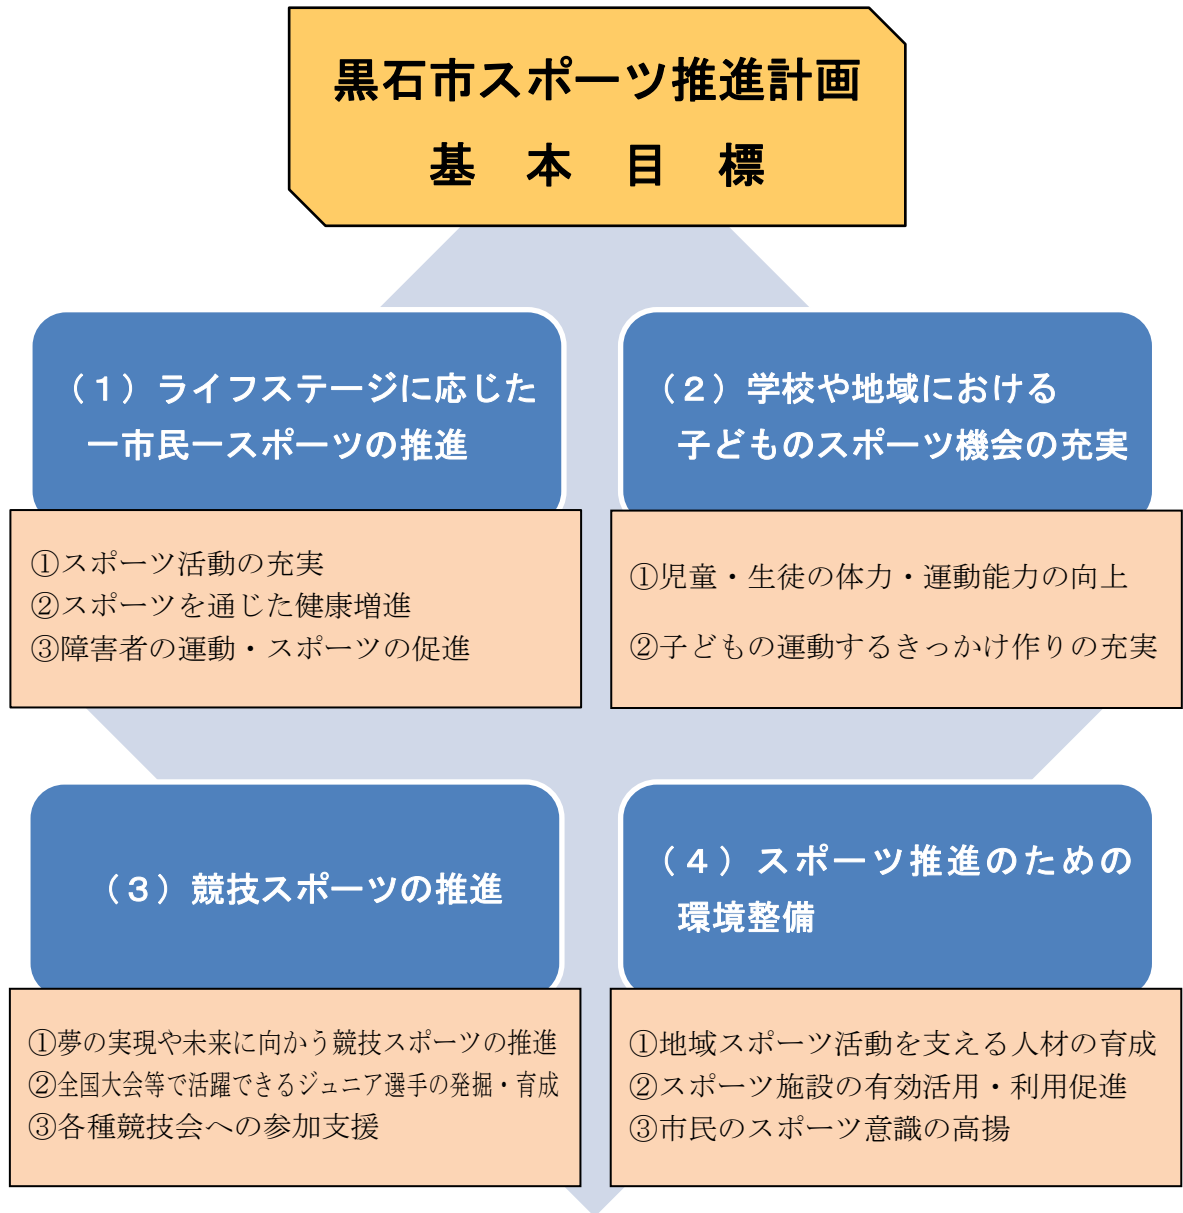 黒石市スポーツ推進計画
基　本　目　標
（１）ライフステージに応じた
一市民一スポーツの推進
①スポーツ活動の充実
②スポーツを通じた健康増進
③障害者の運動・スポーツの促進
（２）学校や地域における
子どものスポーツ機会の充実
①児童・生徒の体力・運動能力の向上
②子どもの運動するきっかけ作りの充実
（３）競技スポーツの推進
①夢の実現や未来に向かう競技スポーツの推進
②全国大会等で活躍できるジュニア選手の発掘・育成
③各種競技会への参加支援
（４）スポーツ推進のための
環境整備
①地域スポーツ活動を支える人材の育成
②スポーツ施設の有効活用・利用促進
③市民のスポーツ意識の高揚